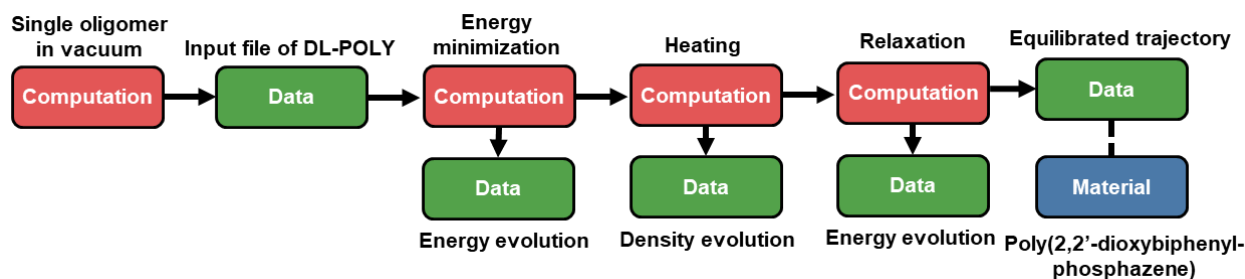 Single oligomer
in vacuum
Computation
Input file of DL-POLY
Data
Energy
minimization
Computation
Data
Energy evolution
Heating
Computation
Data
Density evolution
Relaxation
Computation
Data
Energy evolution
Equilibrated trajectory
Data
Material
Poly(2,2'-dioxybiphenyl-
phosphazene)